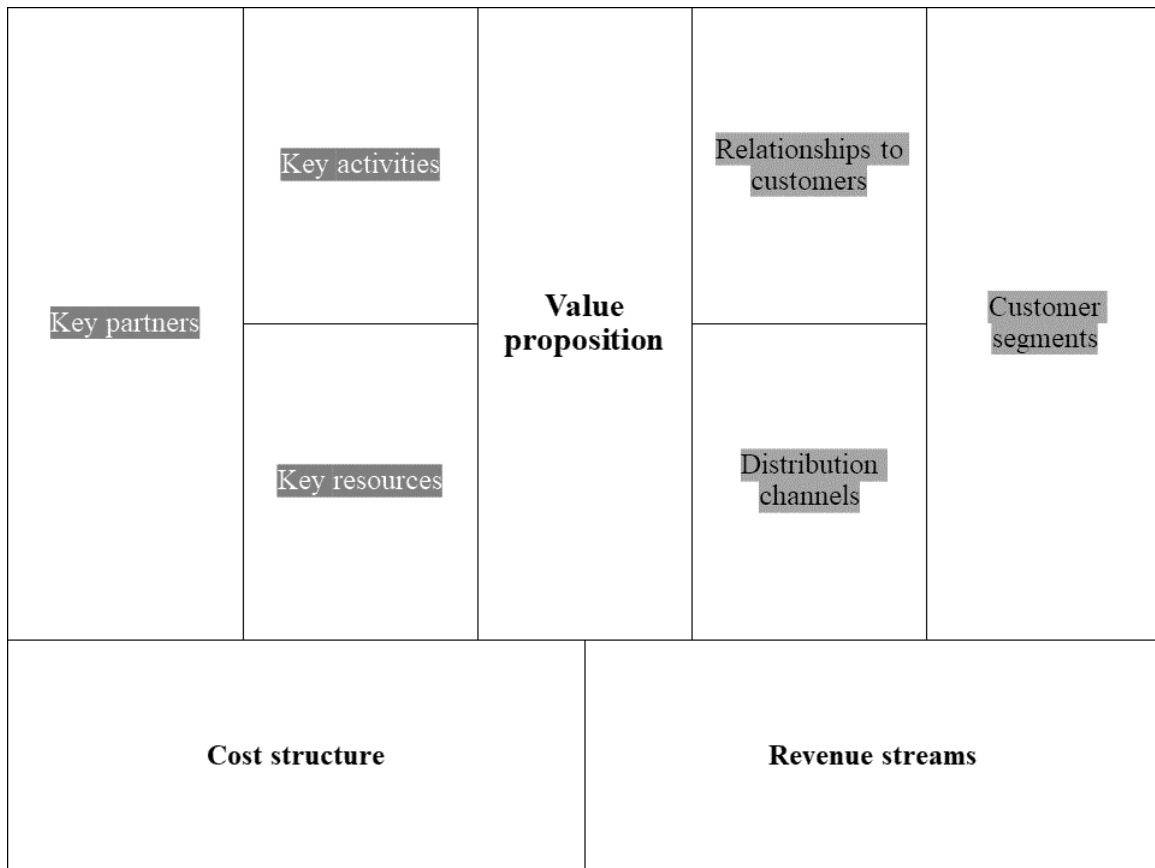 Key partners
Key activities
Key resources
Value
proposition
Relationships to
customers
Distribution
channels
Customer
segments
Cost structure
Revenue streams